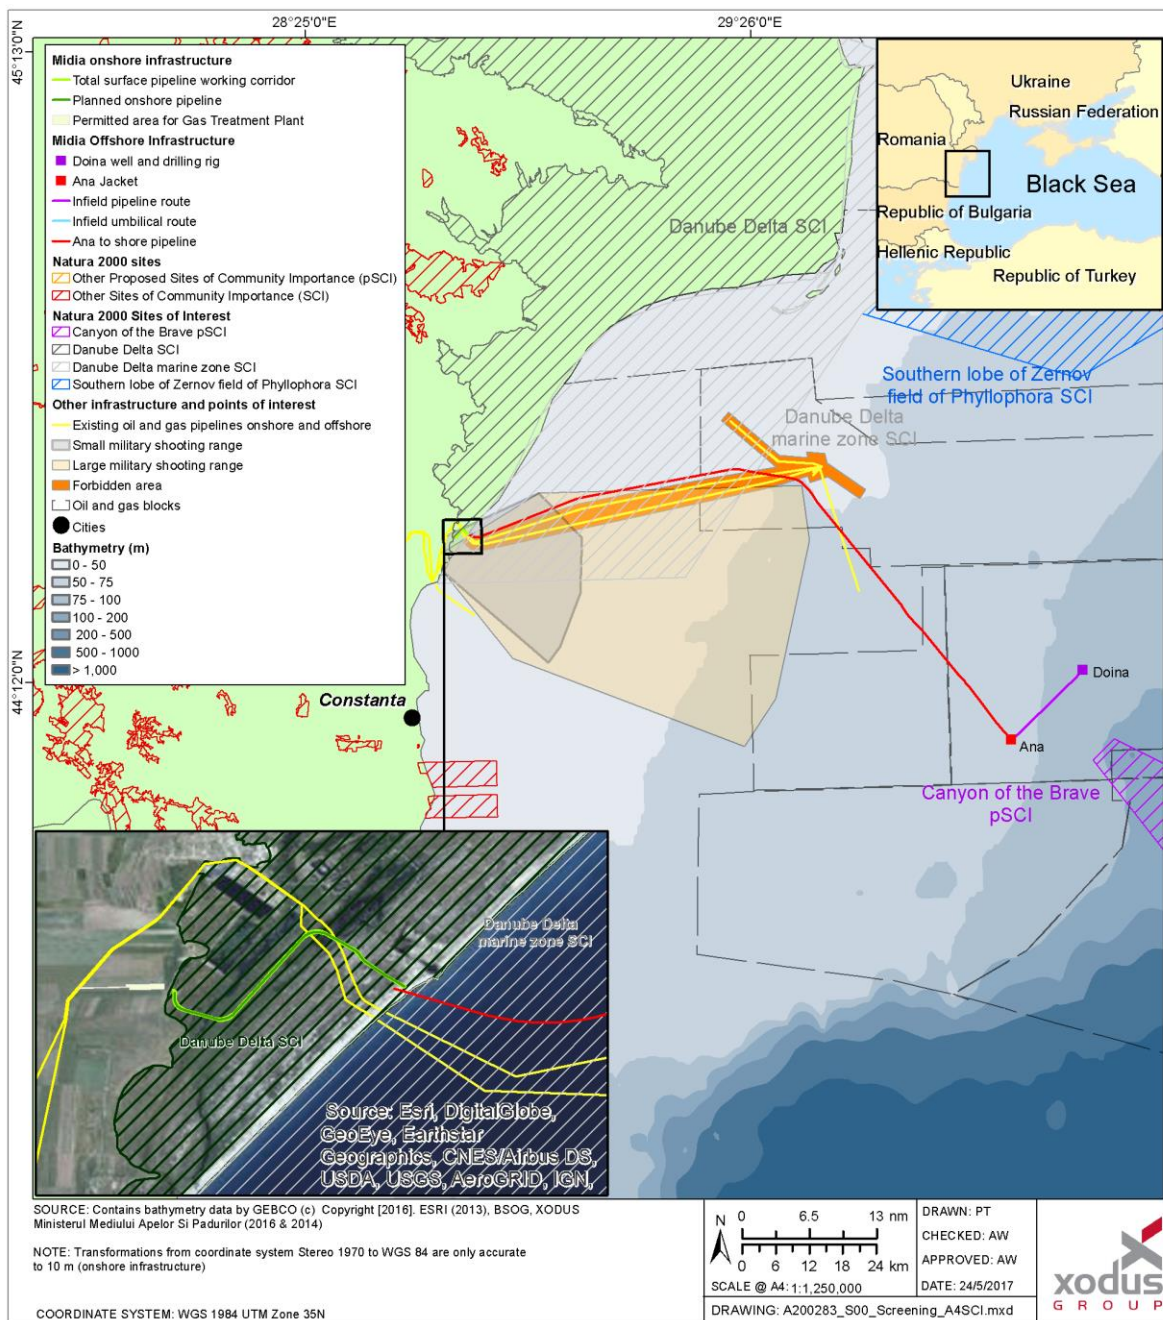 28°25'0"E
29°26'0"E
45°13'0"N
44°12'0"N
Midia onshore infrastructure
Total surface pipeline working corridor
Planned onshore pipeline
Permitted area for Gas Treatment Plant
Midia Offshore Infrastructure
Doina well and drilling rig
Ana Jacket
Infield pipeline route
Infield umbilical route
Ana to shore pipeline
Natura 2000 sites
Other Proposed Sites of Community Importance (pSCI)
Other Sites of Community Importance (SCI)
Natura 2000 Sites of Interest
Canyon of the Brave pSCI
Danube Delta SCI
Danube Delta marine zone SCI
Southern lobe of Zernov field of Phyllophora SCI
Other infrastructure and points of interest
Existing oil and gas pipelines onshore and offshore
Small military shooting range
Large military shooting range
Forbidden area
Oil and gas blocks
Cities
Bathymetry (m)
0 - 50
50 - 75
75 - 100
100 - 200
200 - 500
500 - 1000
> 1,000
Ukraine
Russian Federation
Romania
Black Sea
Republic of Bulgaria
Hellenic Republic
Republic of Turkey
Danube Delta SCI
Southern lobe of Zernov
field of Phyllophora SCI
Danube Delta
marine zone SCI
Doina
Ana
Constanta
Canyon of the Brave
pSCI
Danube Delta
marine zone SCI
Danube Delta SCI
Source: Esri, DigitalGlobe,
GeoEye, Earthstar
Geographics, CNES/Airbus DS,
USDA, USGS, AeroGRID, IGN,
SOURCE: Contains bathymetry data by GEBCO (c) Copyright [2016]. ESRI (2013), BSOG, XODUS
Ministerul Mediului Apelor Si Padurilor (2016 & 2014)
NOTE: Transformations from coordinate system Stereo 1970 to WGS 84 are only accurate
to 10 m (onshore infrastructure)
COORDINATE SYSTEM: WGS 1984 UTM Zone 35N
N
0 6.5 13 nm
0 6 12 18 24 km
SCALE @ A4: 1:1,250,000
DRAWN: PT
CHECKED: AW
APPROVED: AW
DATE: 24/5/2017
DRAWING: A200283_S00_Screening_A4SCI.mxd
xodus
GROUP